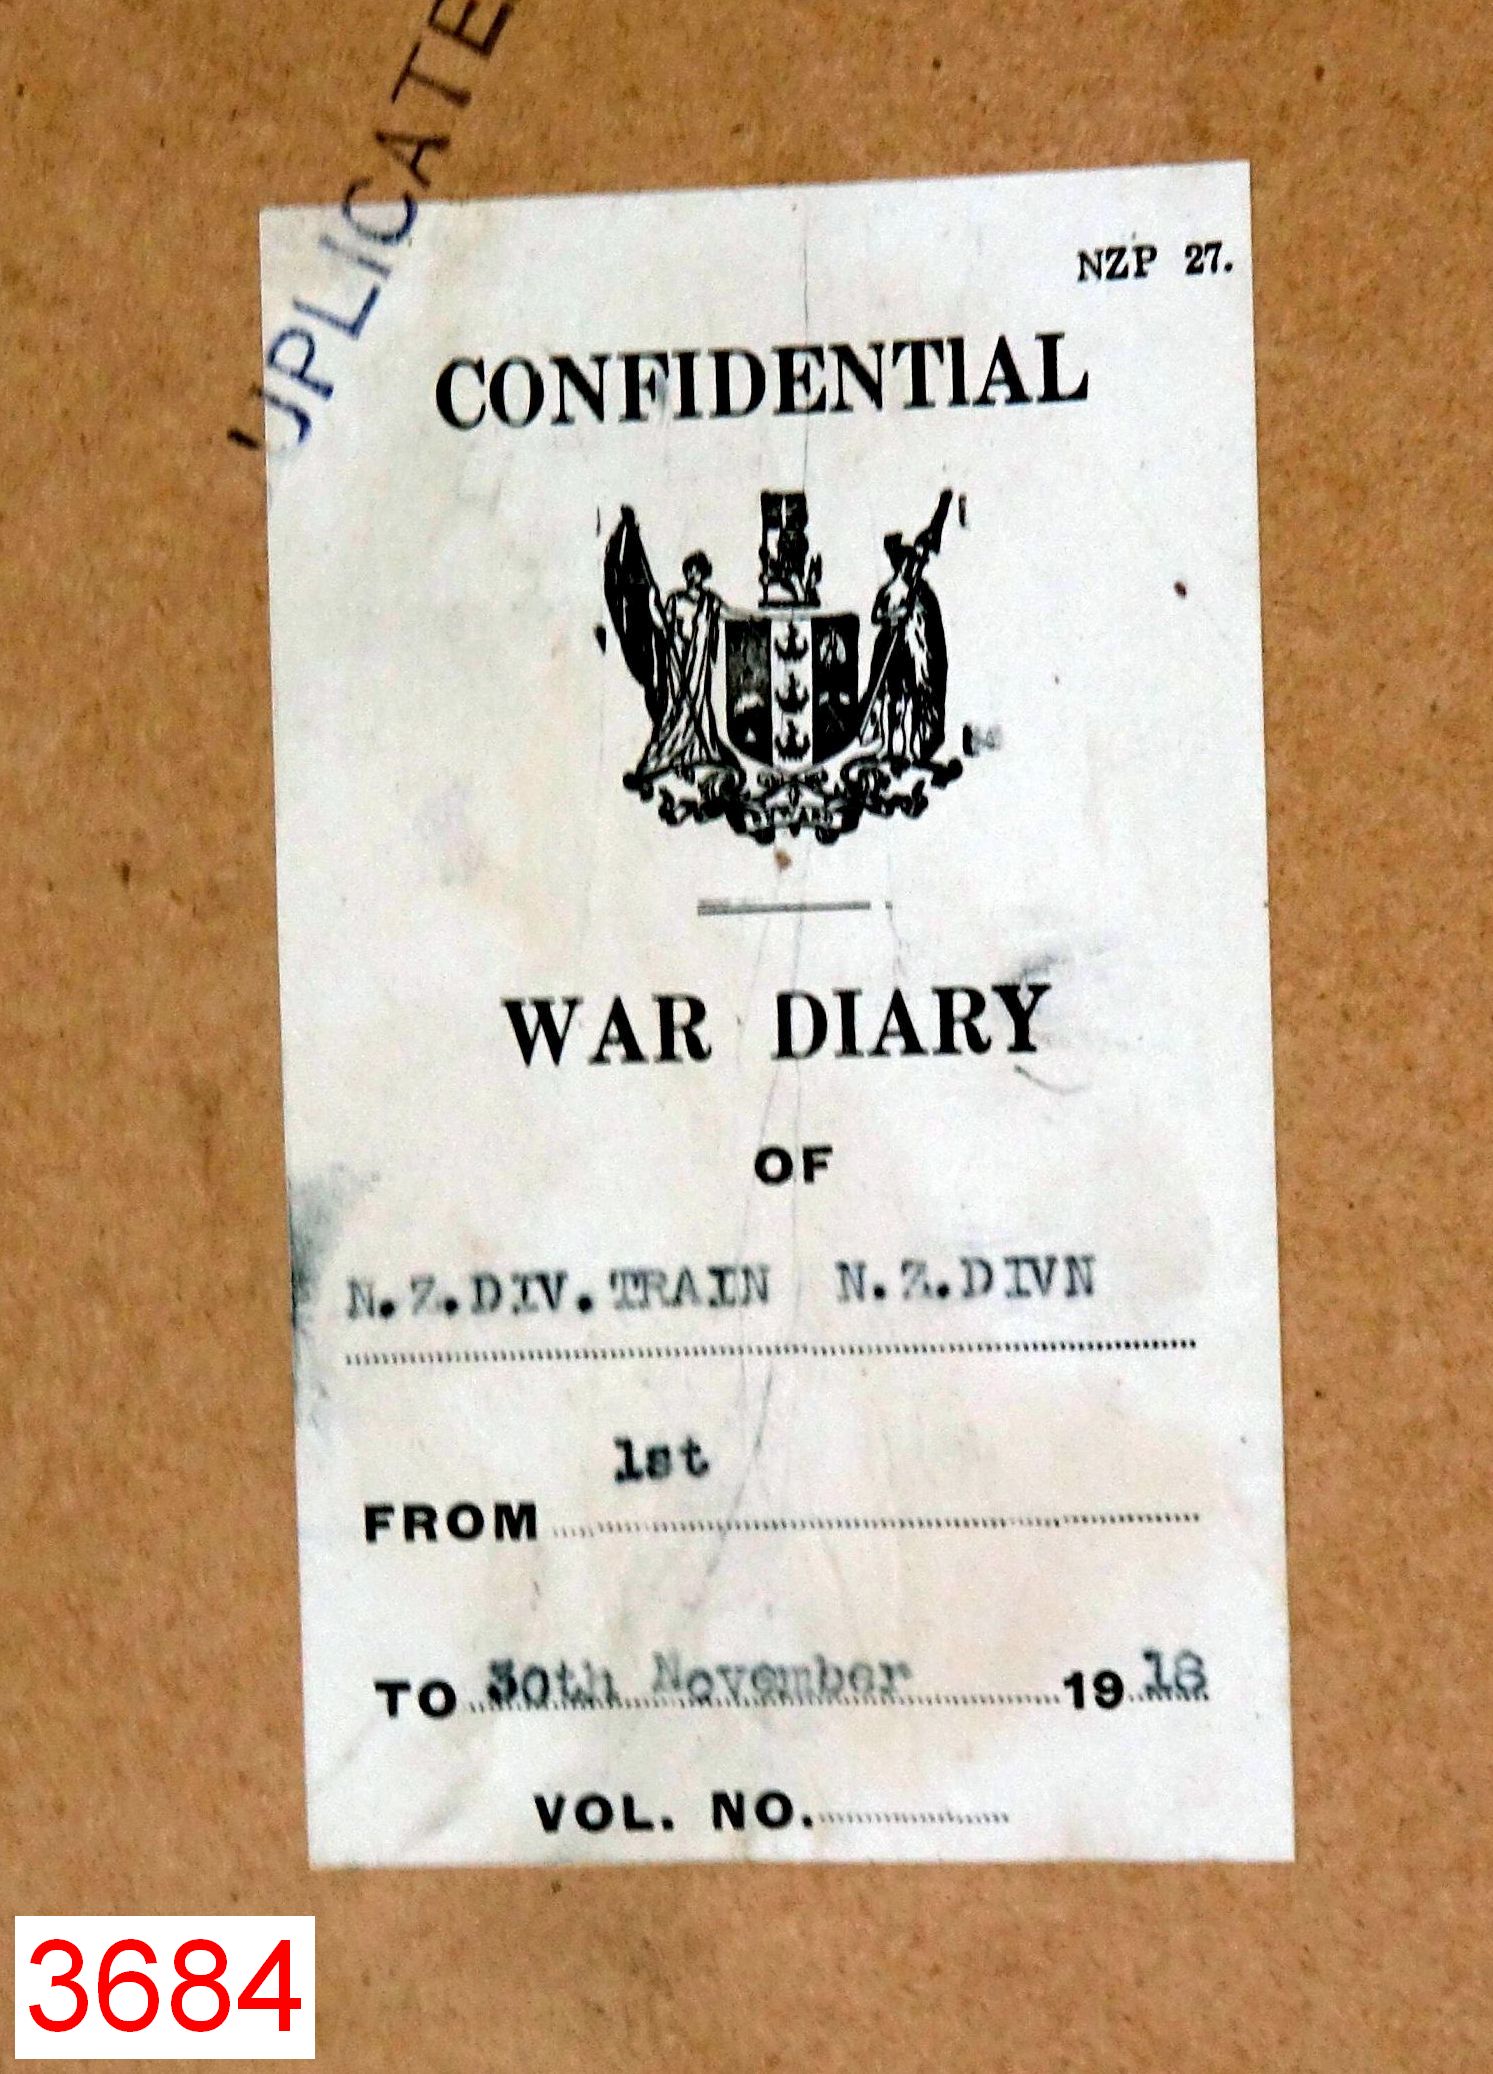 UPLICATE
NZP 27.
CONFIDENTIAL
WAR DIARY
OF
N.Z.DIV.TRAIN N.Z.DIVN
1st
FROM
TO 30th November 1918
VOL. NO.
3684